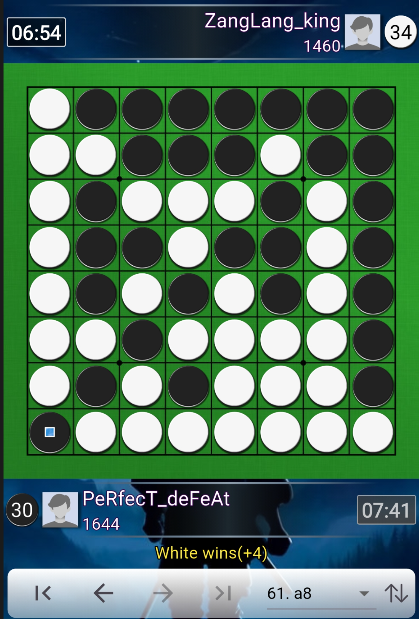 06:54
ZangLang_king
1460
34
30
PeRfecT_deFeAt
1644
07:41
White wins(+4)
61. a8